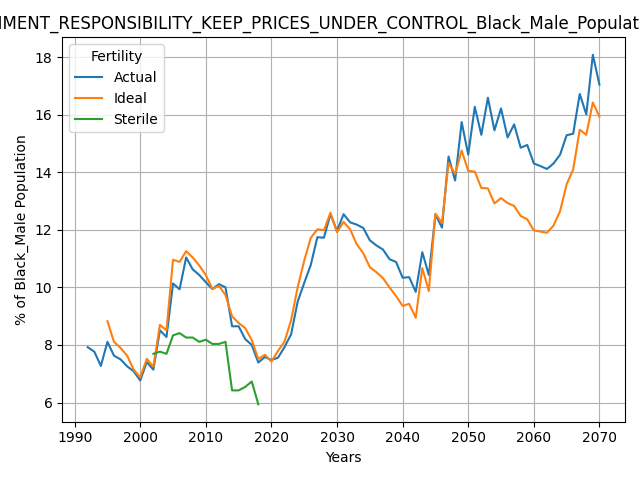 NMENT_RESPONSIBILITY_KEEP_PRICES_UNDER_CONTROL_Black_Male_Populat
Fertility
Actual
Ideal
Sterile
% of Black_Male Population
18
16
14
12
10
8
6
1990 2000 2010 2020 2030 2040 2050 2060 2070
Years